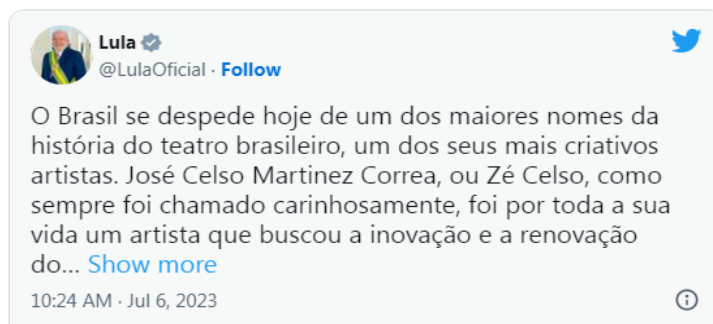 Lula
@LulaOficial · Follow
O Brasil se despede hoje de um dos maiores nomes da
história do teatro brasileiro, um dos seus mais criativos
artistas. José Celso Martinez Correa, ou Zé Celso, como
sempre foi chamado carinhosamente, foi por toda a sua
vida um artista que buscou a inovação e a renovação
do... Show more
10:24 AM · Jul 6, 2023